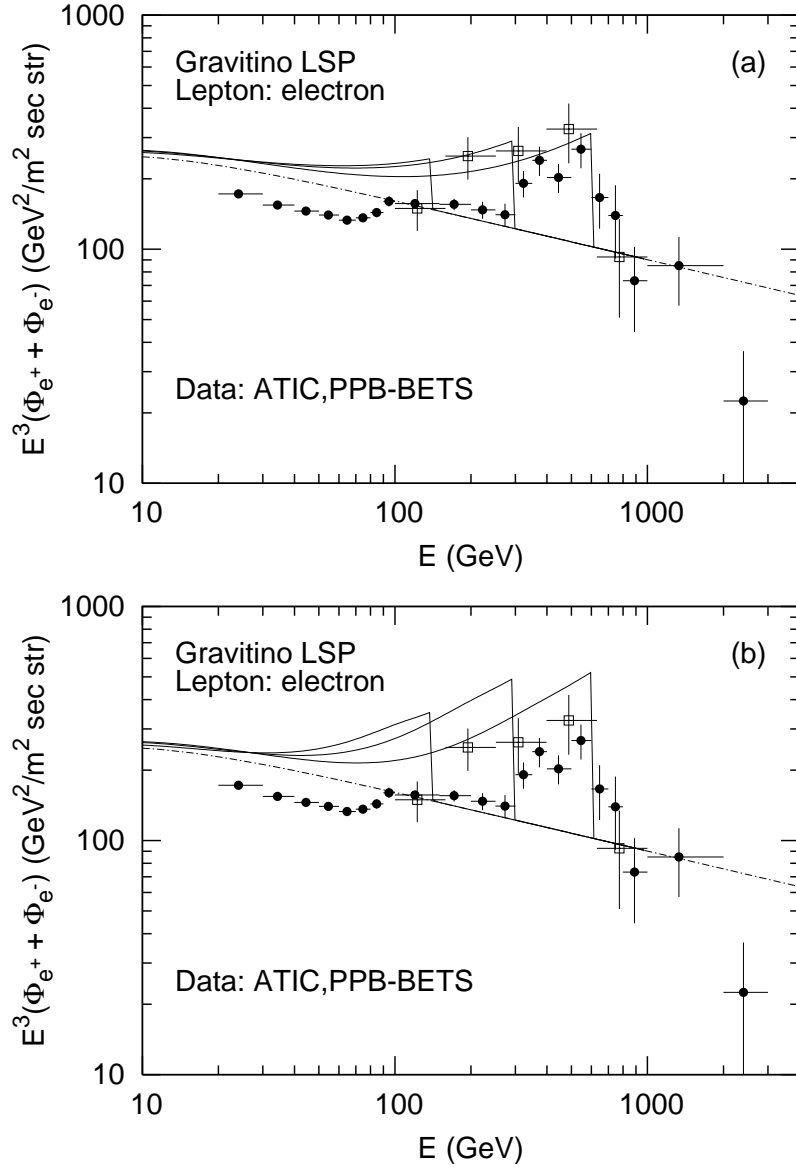 1000
100
10
E³(Φe⁺ + Φe⁻) (GeV²/m² sec str)
Gravitino LSP
Lepton: electron
(a)
Data: ATIC,PPB-BETS
10 100 1000
E (GeV)
1000
100
10
E³(Φe⁺ + Φe⁻) (GeV²/m² sec str)
Gravitino LSP
Lepton: electron
(b)
Data: ATIC,PPB-BETS
10 100 1000
E (GeV)